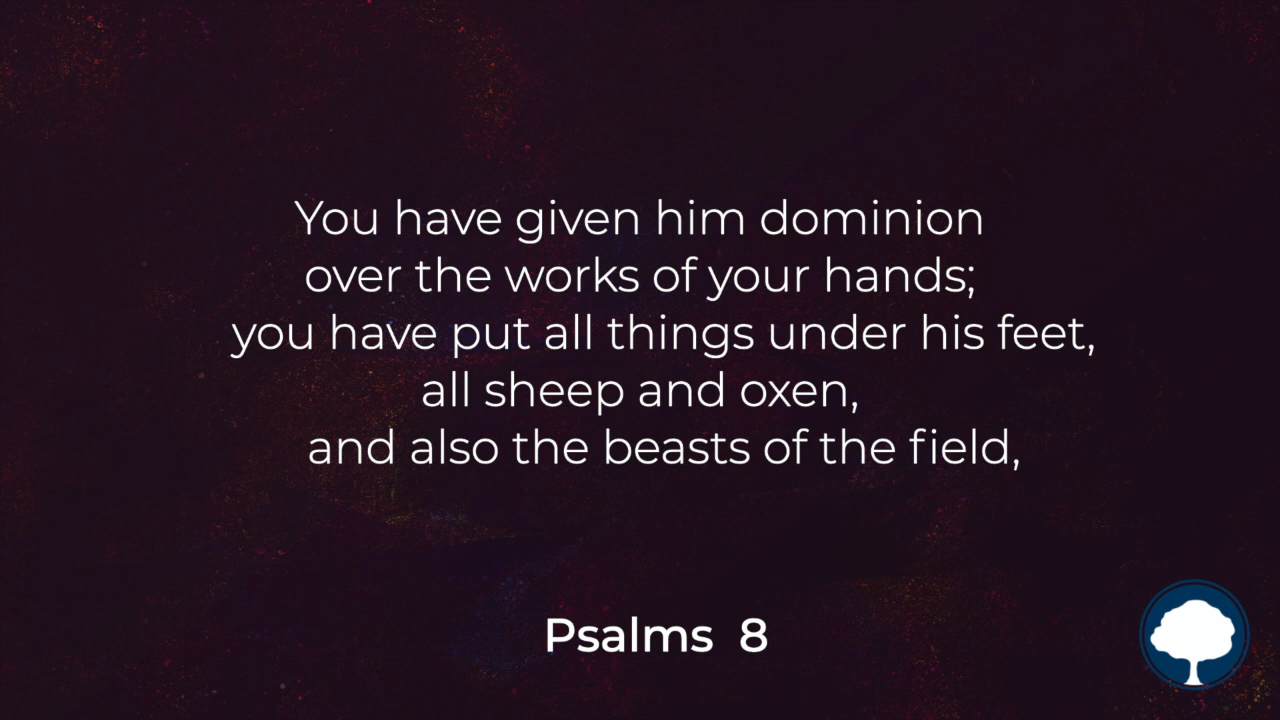 You have given him dominion
over the works of your hands;
you have put all things under his feet,
all sheep and oxen,
and also the beasts of the field,
Psalms 8